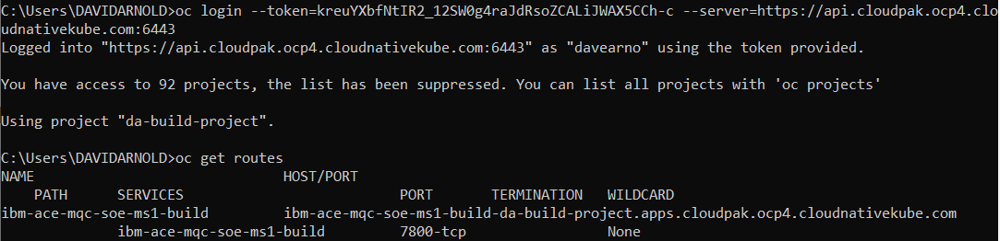 C:\Users\DAVIDARNOLD>oc login --token=kreuYXbfNtIR2_12SW0g4raJdRsoZCALiJWAX5CCh-c --server=https://api.cloudpak.ocp4.clo
udnativekube.com:6443
Logged into "https://api.cloudpak.ocp4.cloudnativekube.com:6443" as "davearno" using the token provided.
You have access to 92 projects, the list has been suppressed. You can list all projects with 'oc projects'
Using project "da-build-project".
C:\Users\DAVIDARNOLD>oc get routes
NAME HOST/PORT
PATH SERVICES PORT TERMINATION WILDCARD
ibm-ace-mqc-soe-ms1-build ibm-ace-mqc-soe-ms1-build-da-build-project.apps.cloudpak.ocp4.cloudnativekube.com
ibm-ace-mqc-soe-ms1-build 7800-tcp None